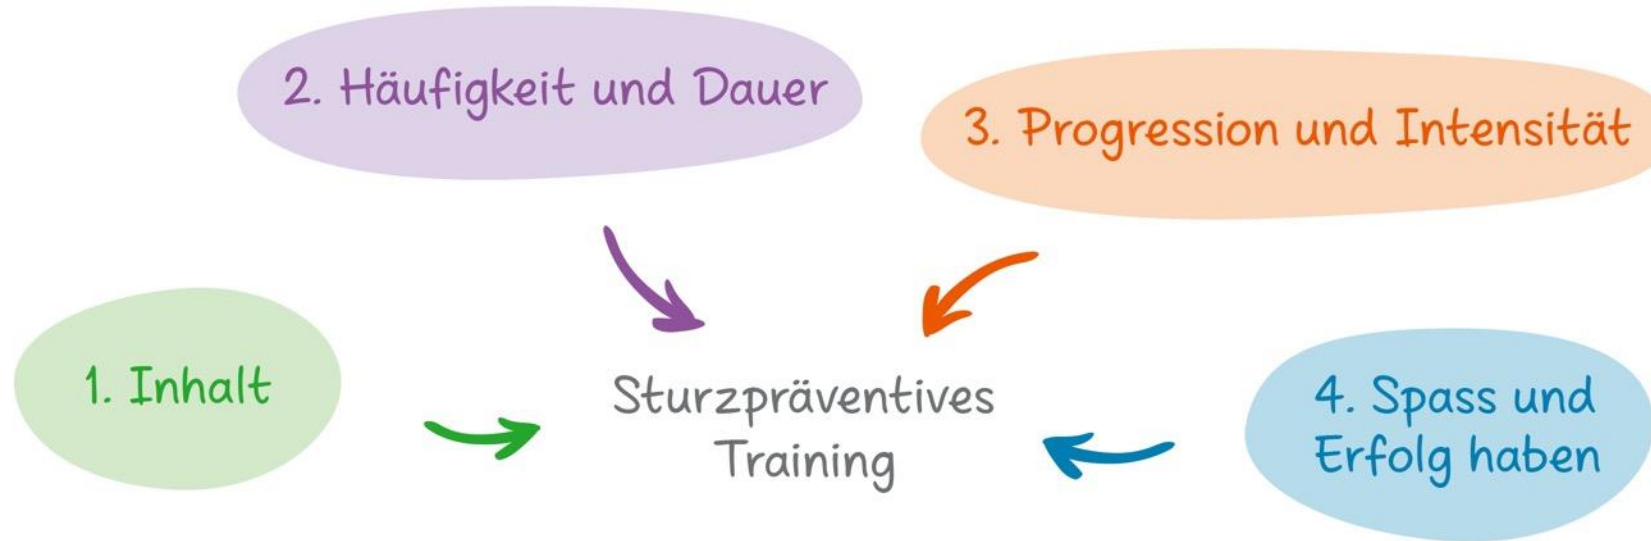 2. Häufigkeit und Dauer
3. Progression und Intensität
1. Inhalt
Sturzpräventives
Training
4. Spass und
Erfolg haben